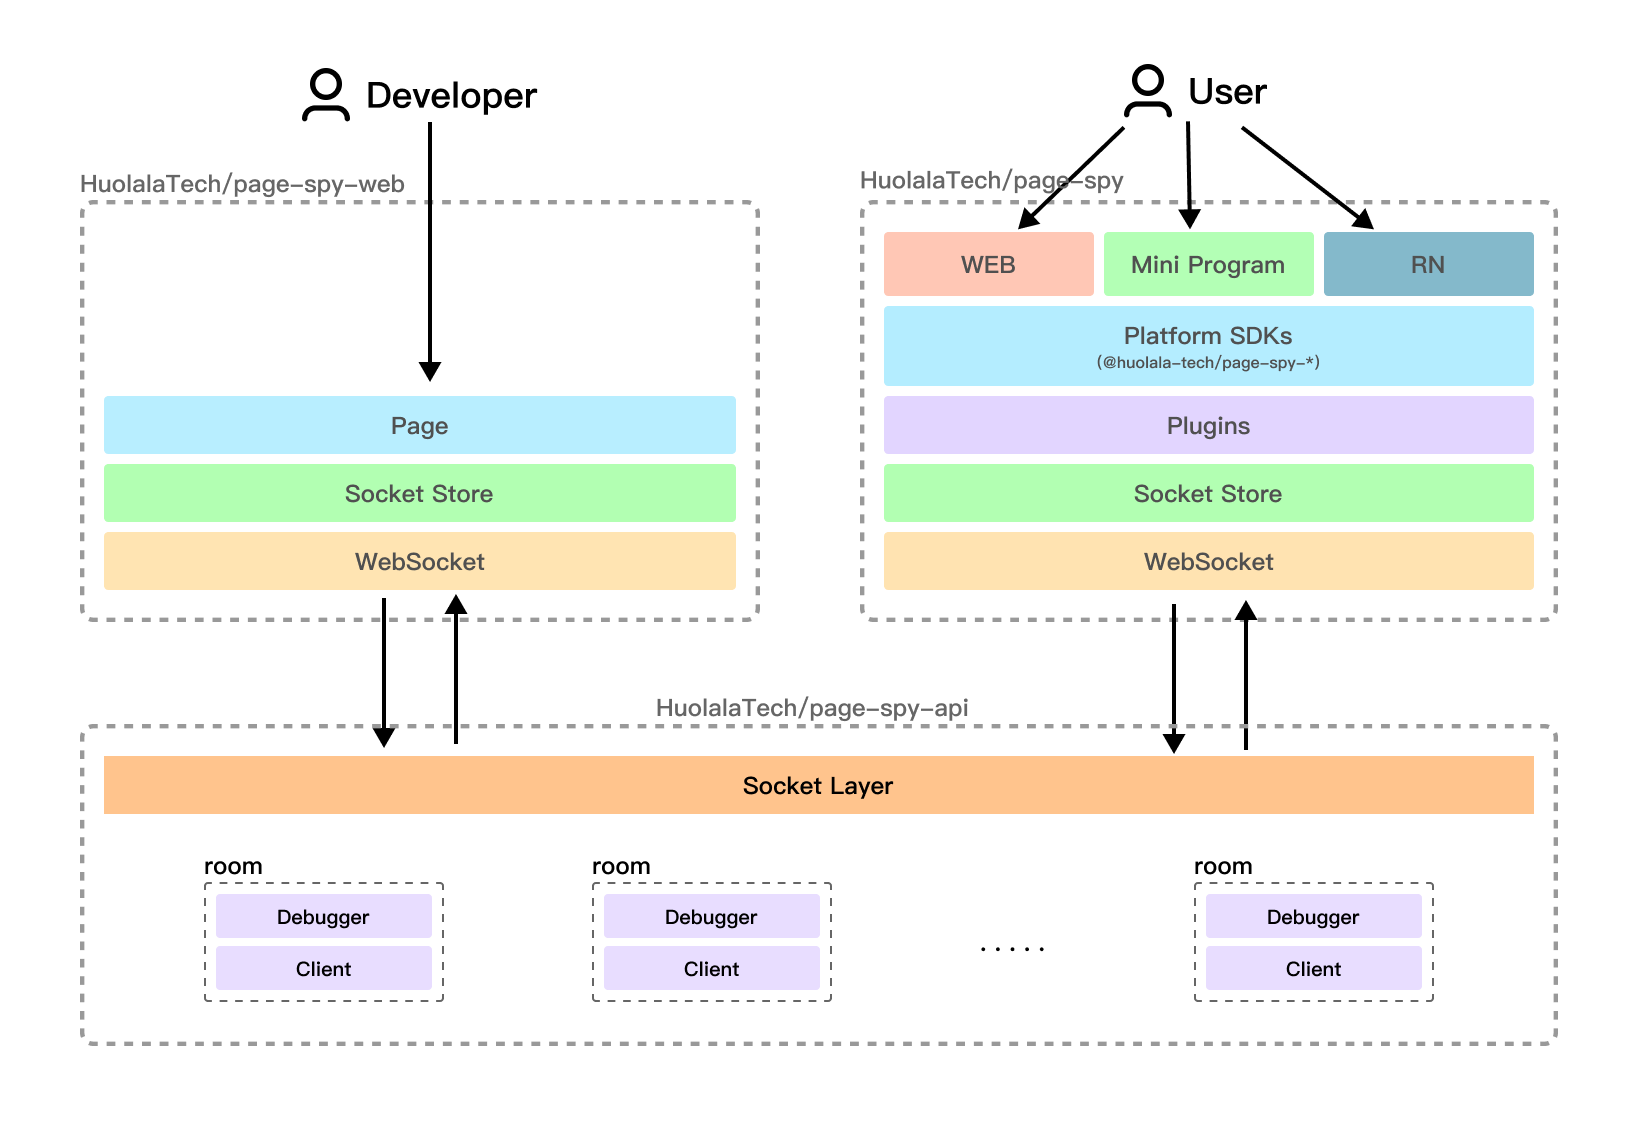 Developer
User
HuolalaTech/page-spy-web
HuolalaTech/page-spy
WEB
Mini Program
RN
Platform SDKs
(@huolala-tech/page-spy-*)
Page
Plugins
Socket Store
Socket Store
WebSocket
WebSocket
HuolalaTech/page-spy-api
Socket Layer
room
room
room
Debugger
Debugger
Debugger
Client
Client
.....
Client